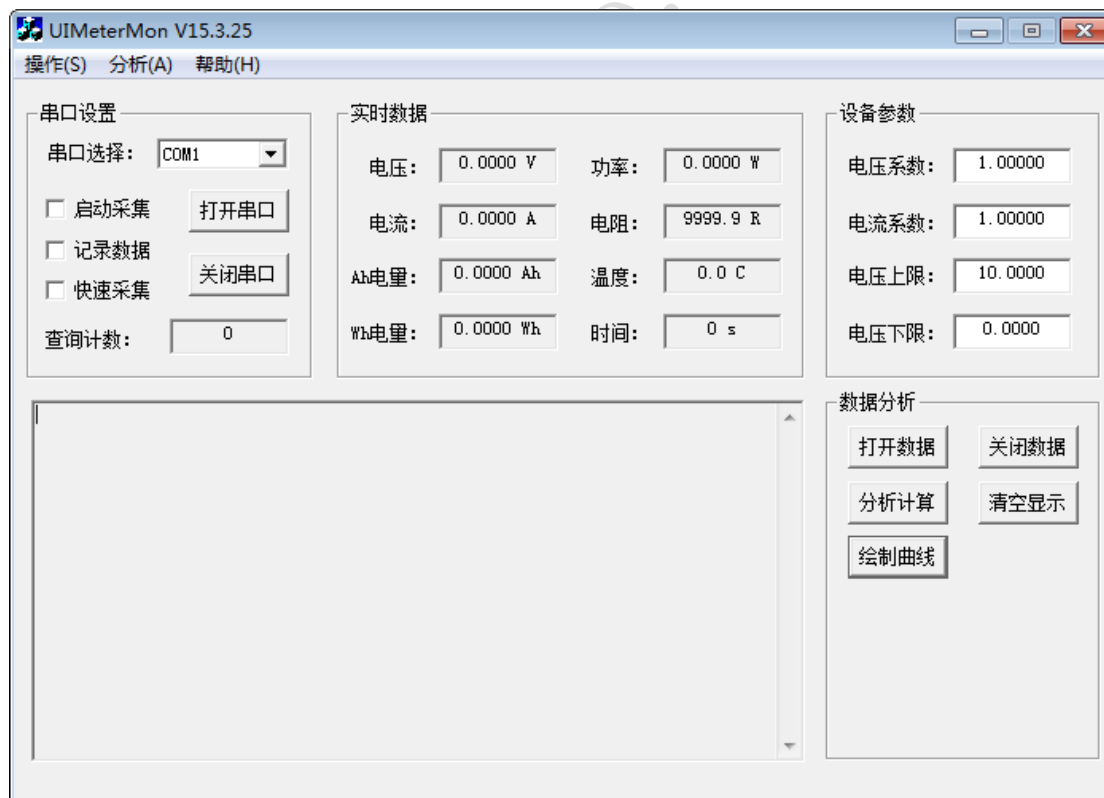 UIMeterMon V15.3.25
操作(S) 分析(A) 帮助(H)
串口设置
串口选择: COM1
启动采集 打开串口
记录数据
快速采集 关闭串口
查询计数: 0
实时数据
电压: 0.0000 V 功率: 0.0000 W
电流: 0.0000 A 电阻: 9999.9 R
Ah电量: 0.0000 Ah 温度: 0.0 C
Wh电量: 0.0000 Wh 时间: 0 s
设备参数
电压系数: 1.00000
电流系数: 1.00000
电压上限: 10.0000
电压下限: 0.0000
数据分析
打开数据 关闭数据
分析计算 清空显示
绘制曲线